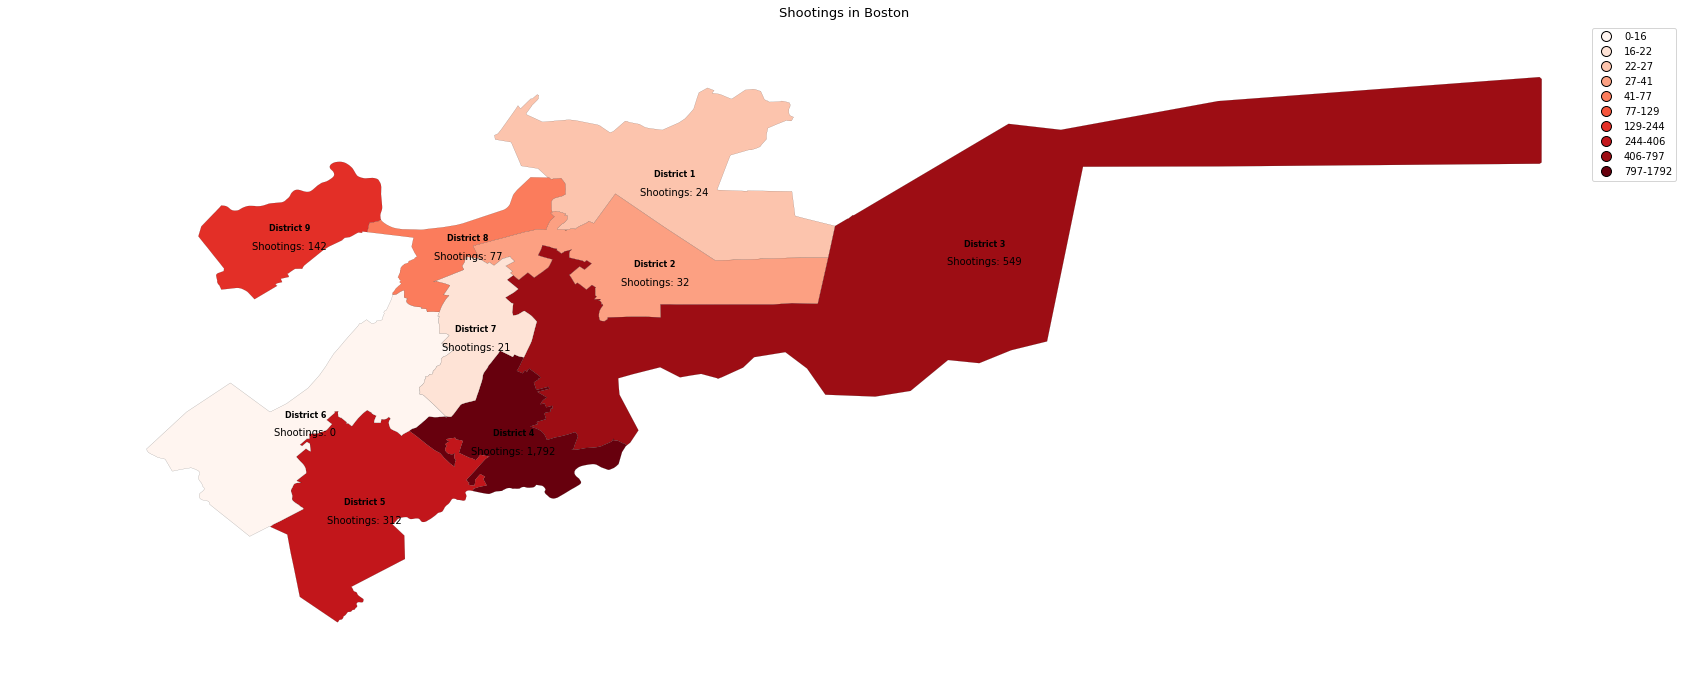 Shootings in Boston
0-16
16-22
22-27
27-41
41-77
77-129
129-244
244-406
406-797
797-1792
District 1
Shootings: 24
District 9
Shootings: 142
District 8
Shootings: 77
District 3
Shootings: 549
District 2
Shootings: 32
District 7
Shootings: 21
District 6
Shootings: 0
District 4
Shootings: 1,792
District 5
Shootings: 312